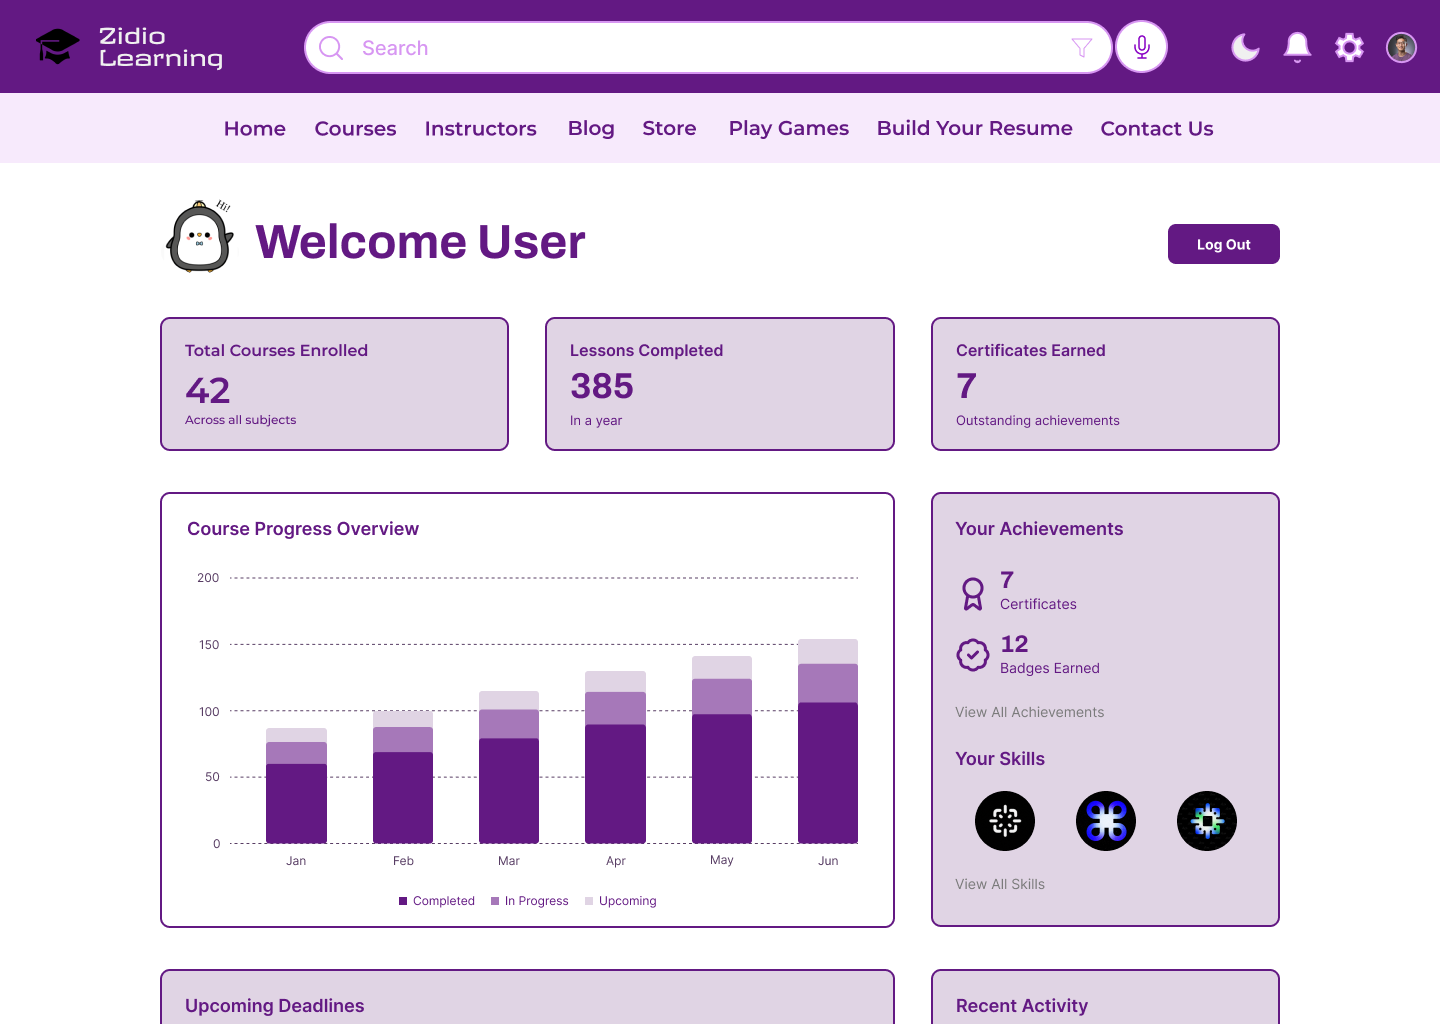 Zidio
Learning
Search
Home Courses Instructors Blog Store Play Games Build Your Resume Contact Us
Hi!
Welcome User
Log Out
Total Courses Enrolled
42
Across all subjects
Lessons Completed
385
In a year
Certificates Earned
7
Outstanding achievements
Course Progress Overview
200
150
100
50
0
Jan Feb Mar Apr May Jun
Completed In Progress Upcoming
Your Achievements
7
Certificates
12
Badges Earned
View All Achievements
Your Skills
View All Skills
Upcoming Deadlines
Recent Activity